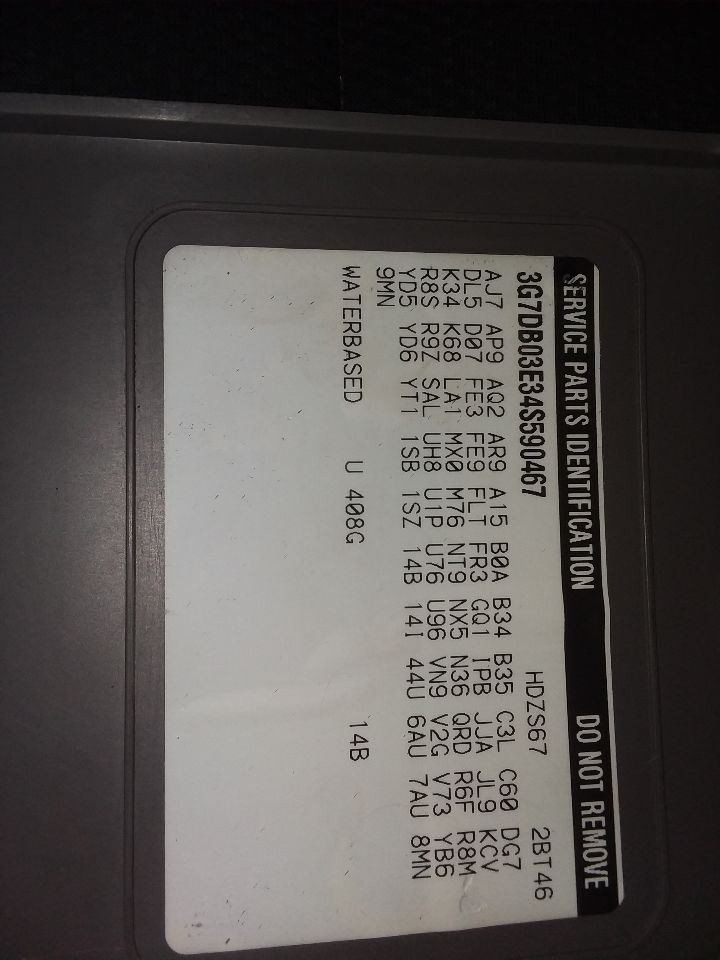 SERVICE PARTS IDENTIFICATION DO NOT REMOVE
3G7DB03E34S590467 HDZS67 2BT46
AJ7 AP9 AQ2 AR9 A15 B0A B34 B35 C3L C60 DG7
DL5 D07 FE3 FE9 FLT FR3 GQ1 IPB JJA JL9 KCV
K34 K68 LA1 MX0 M76 NT9 NX5 N36 QRD R6F R8M
R8S R9Z SAL UH8 U1P U76 U96 VN9 V2G V73 YB6
YD5 YD6 YT1 1SB 1SZ 14B 14I 44U 6AU 7AU 8MN
9MN
WATERBASED U 408G 14B